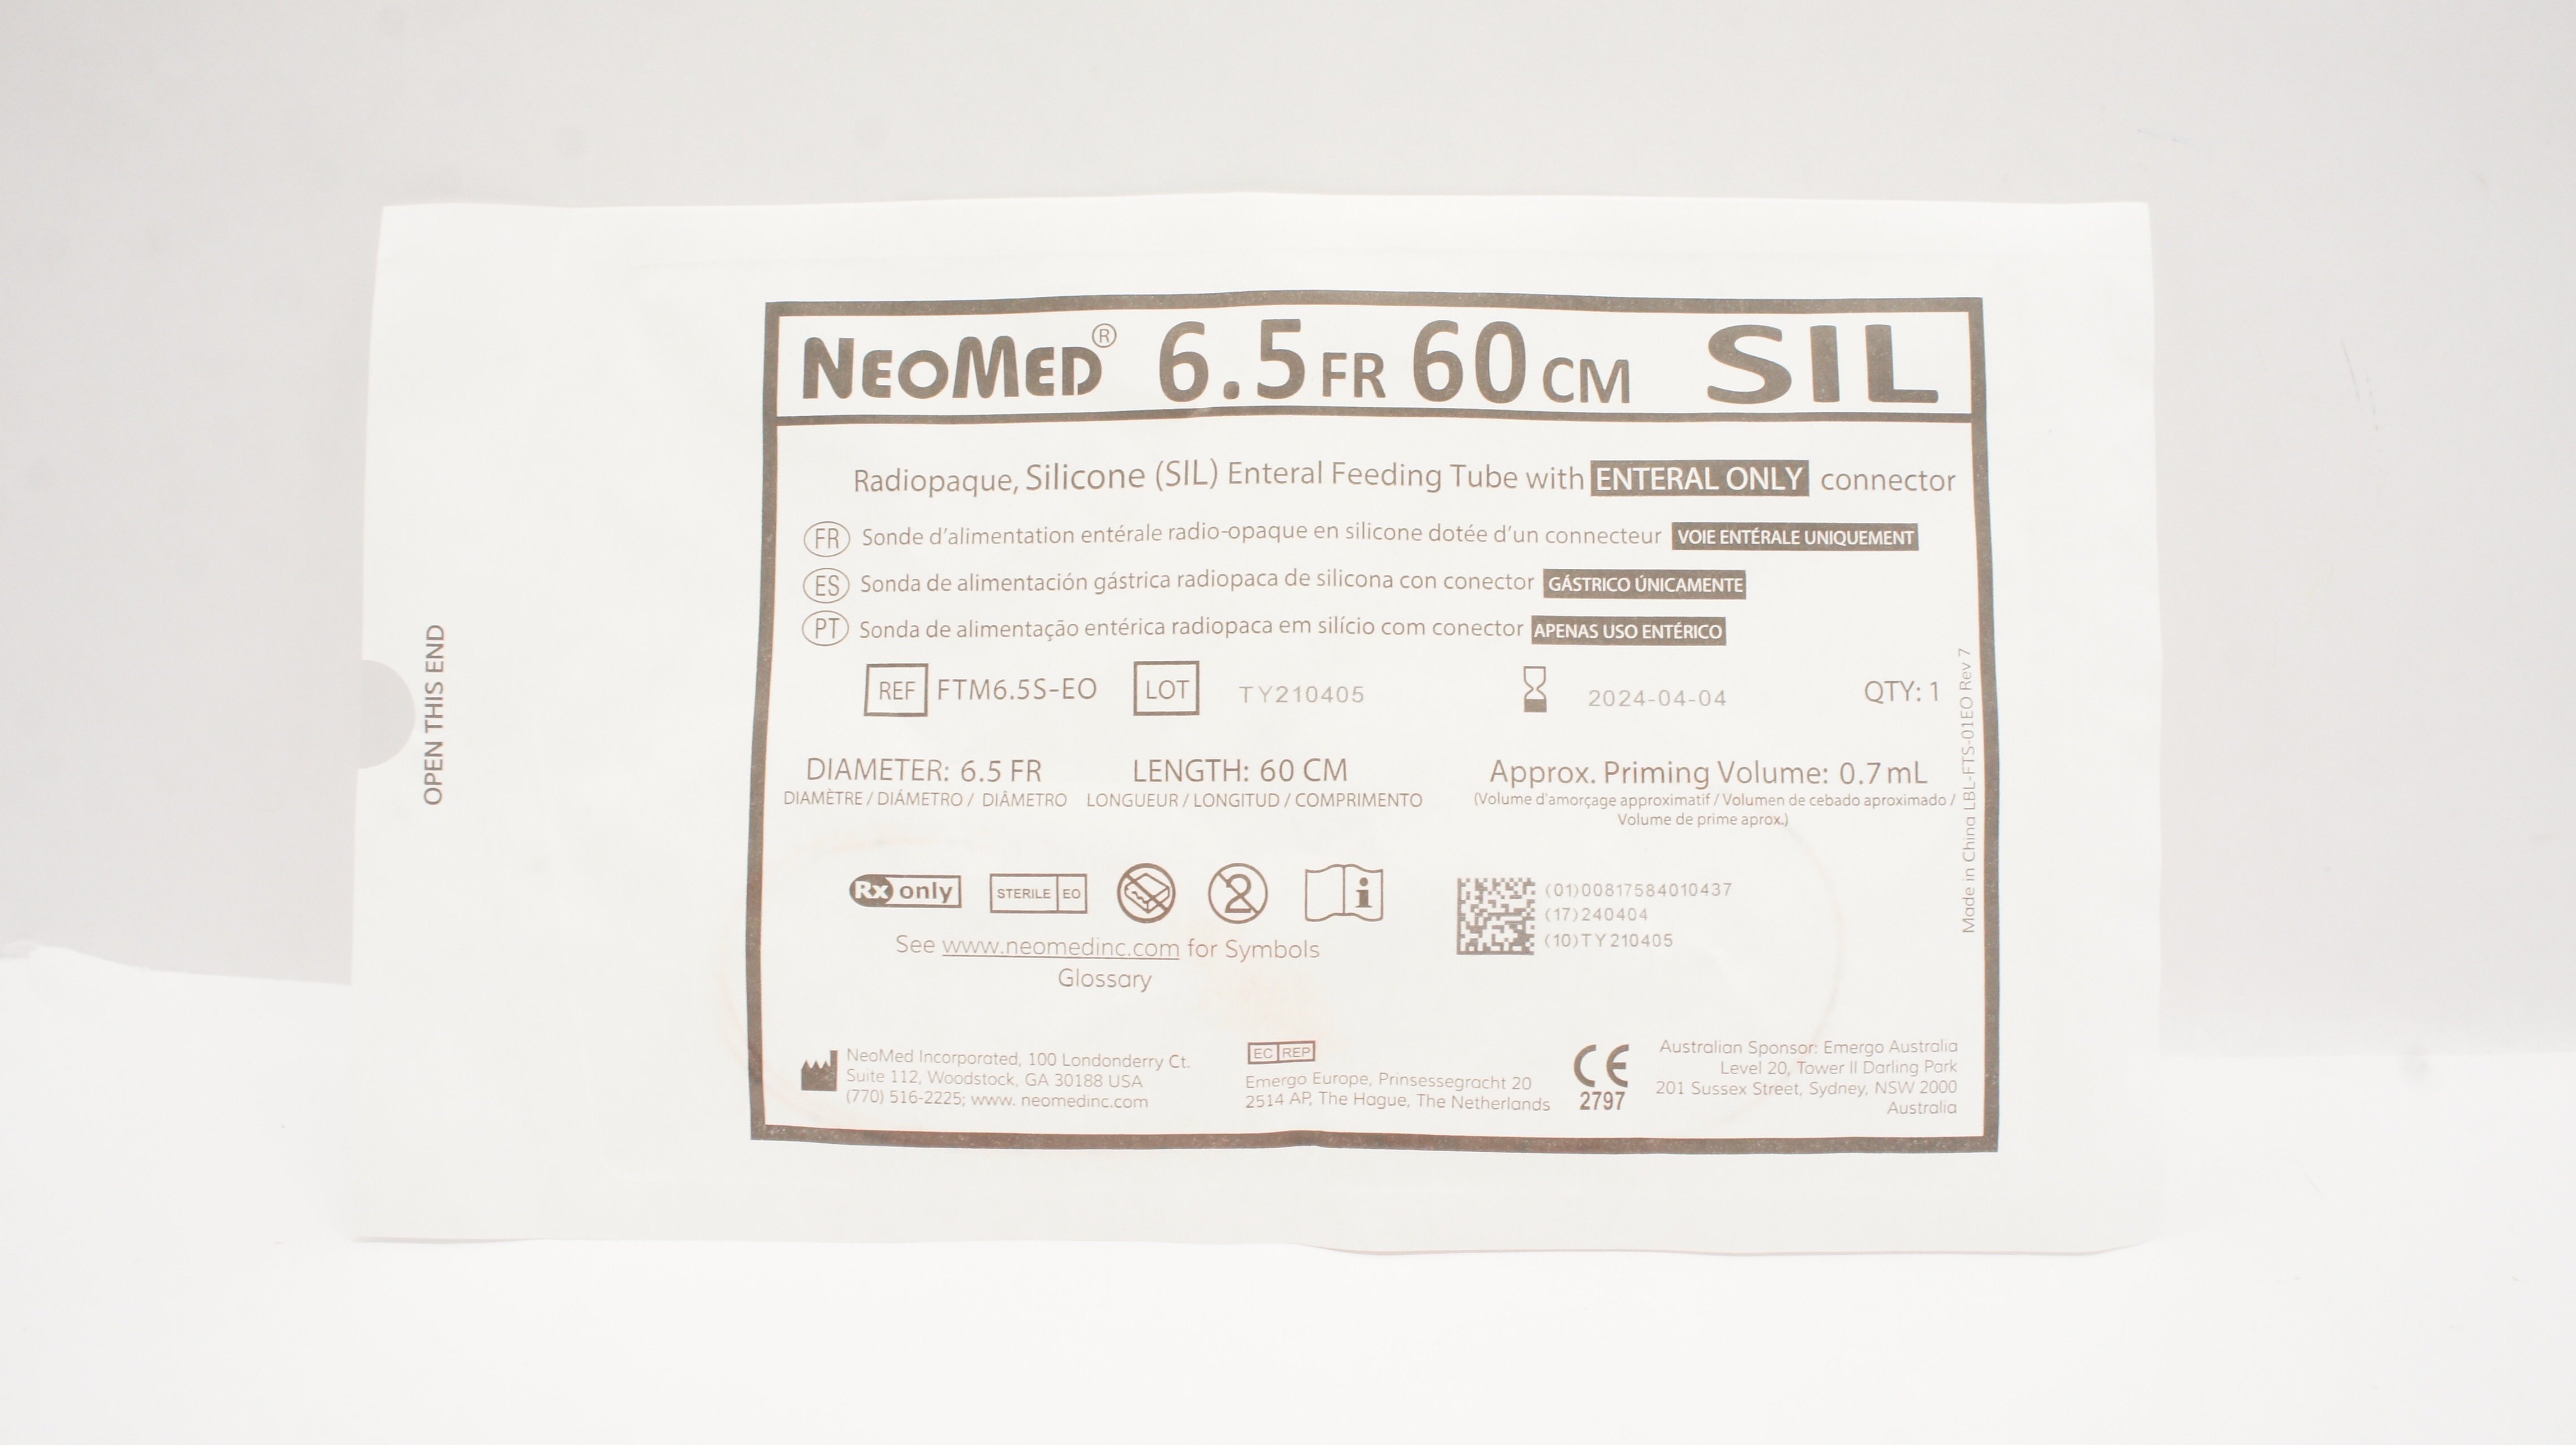 OPEN THIS END
NEOMED® 6.5 FR 60 CM SIL
Radiopaque, Silicone (SIL) Enteral Feeding Tube with ENTERAL ONLY connector
FR Sonde d'alimentation entérale radio-opaque en silicone dotée d'un connecteur VOIE ENTÉRALE UNIQUEMENT
ES Sonda de alimentación gástrica radiopaca de silicona con conector GÁSTRICO ÚNICAMENTE
PT Sonda de alimentação entérica radiopaca em silício com conector APENAS USO ENTÉRICO
REF FTM6.5S-EO LOT TY210405 2024-04-04 QTY: 1
DIAMETER: 6.5 FR LENGTH: 60 CM Approx. Priming Volume: 0.7 mL
DIAMÈTRE / DIÁMETRO / DIÂMETRO LONGUEUR / LONGITUD / COMPRIMENTO (Volume d'amorçage approximatif / Volumen de cebado aproximado /
Volume de prime aprox.)
Rx only STERILE EO 2 i
(01)00817584010437
(17)240404
(10)TY210405
See www.neomedinc.com for Symbols
Glossary
NeoMed Incorporated, 100 Londonderry Ct.
Suite 112, Woodstock, GA 30188 USA
(770) 516-2225; www. neomedinc.com
EC REP
Emergo Europe, Prinsessegracht 20
2514 AP, The Hague, The Netherlands
CE
2797
Australian Sponsor: Emergo Australia
Level 20, Tower II Darling Park
201 Sussex Street, Sydney, NSW 2000
Australia
Made in China LBL-FTS-01EO Rev 7